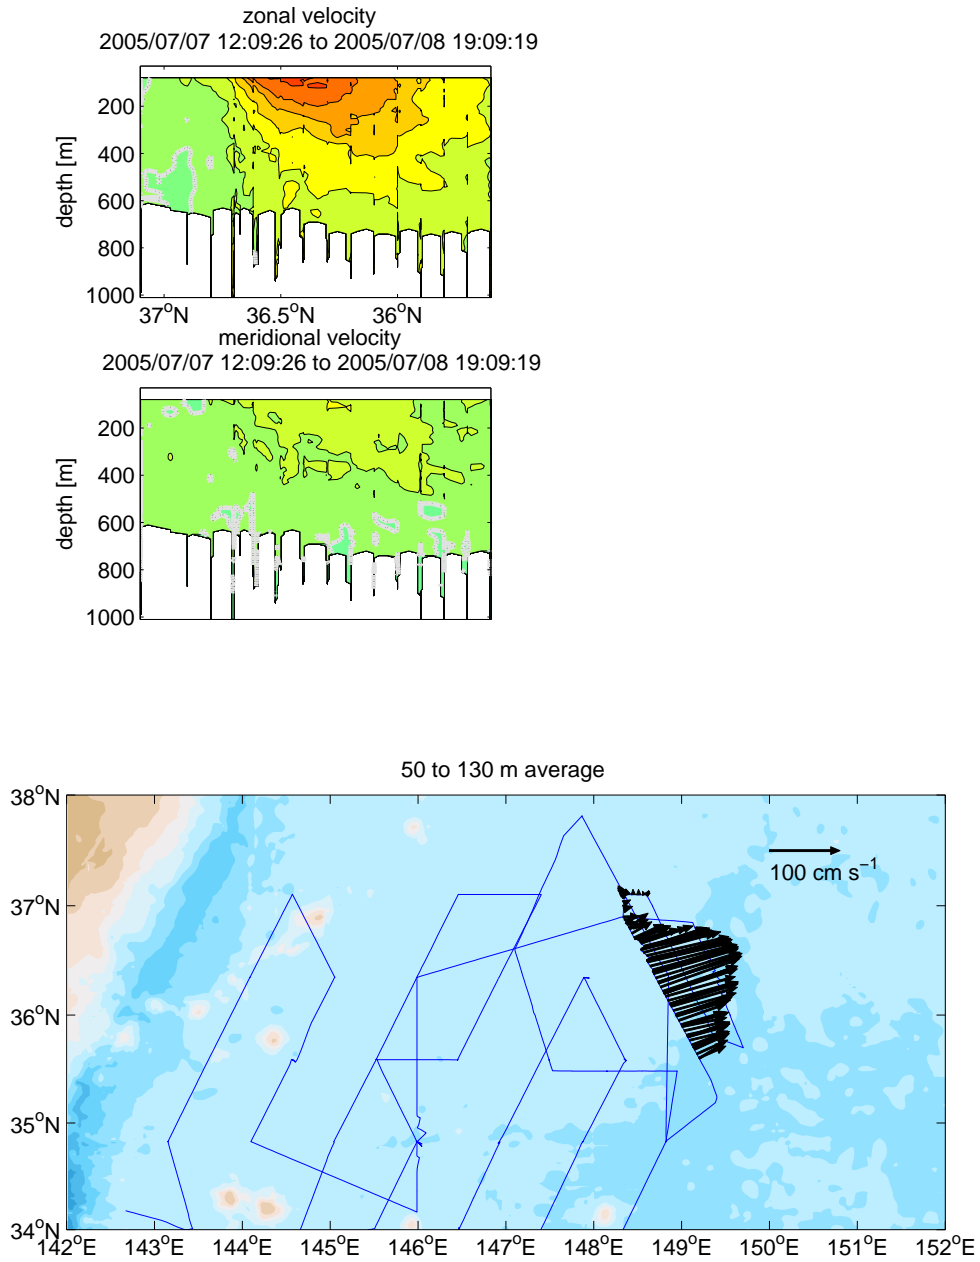 zonal velocity
2005/07/07 12:09:26 to 2005/07/08 19:09:19
200
400
600
800
1000
depth [m]
37°N 36.5°N 36°N
meridional velocity
2005/07/07 12:09:26 to 2005/07/08 19:09:19
200
400
600
800
1000
depth [m]
50 to 130 m average
38°N
37°N
36°N
35°N
34°N
100 cm s⁻¹
142°E 143°E 144°E 145°E 146°E 147°E 148°E 149°E 150°E 151°E 152°E